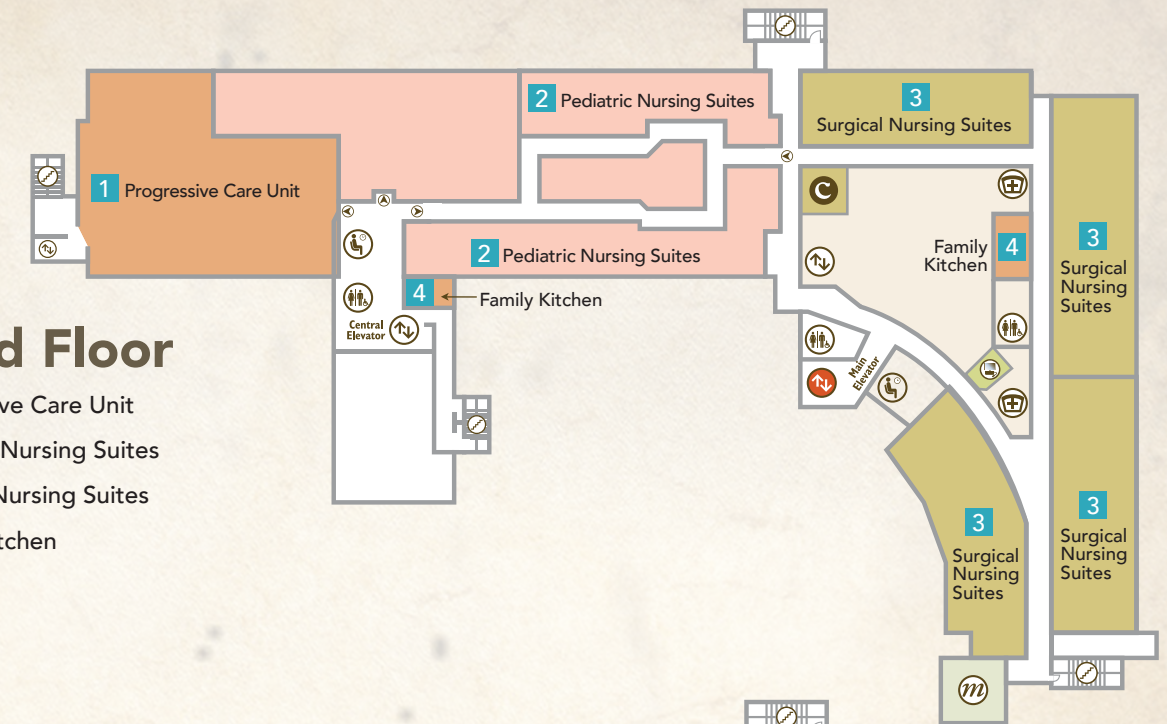 2 Pediatric Nursing Suites
3
Surgical Nursing Suites
1 Progressive Care Unit
C
3
Surgical
Nursing
Suites
Family
Kitchen
4
2 Pediatric Nursing Suites
4
Family Kitchen
Central
Elevator
Main
Elevator
d Floor
ve Care Unit
Nursing Suites
Nursing Suites
tchen
3
Surgical
Nursing
Suites
3
Surgical
Nursing
Suites
m